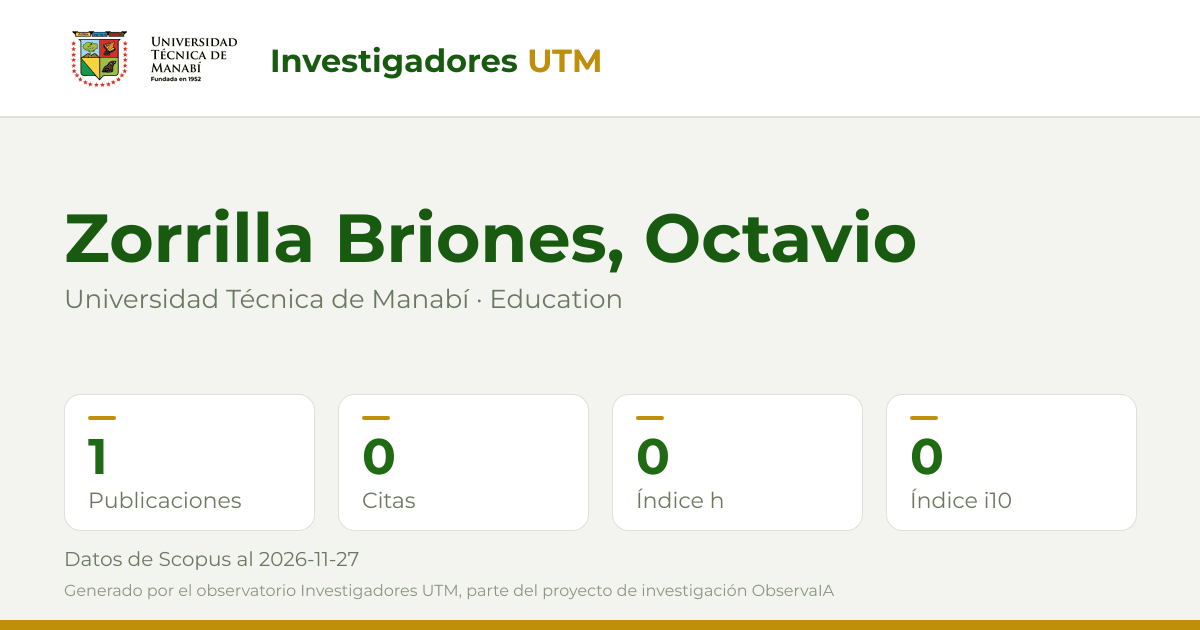 UNIVERSIDAD
TÉCNICA DE
MANABÍ
Fundada en 1952
Investigadores UTM
Zorrilla Briones, Octavio
Universidad Técnica de Manabí · Education
1
Publicaciones
0
Citas
0
Índice h
0
Índice i10
Datos de Scopus al 2026-11-27
Generado por el observatorio Investigadores UTM, parte del proyecto de investigación ObservaIA